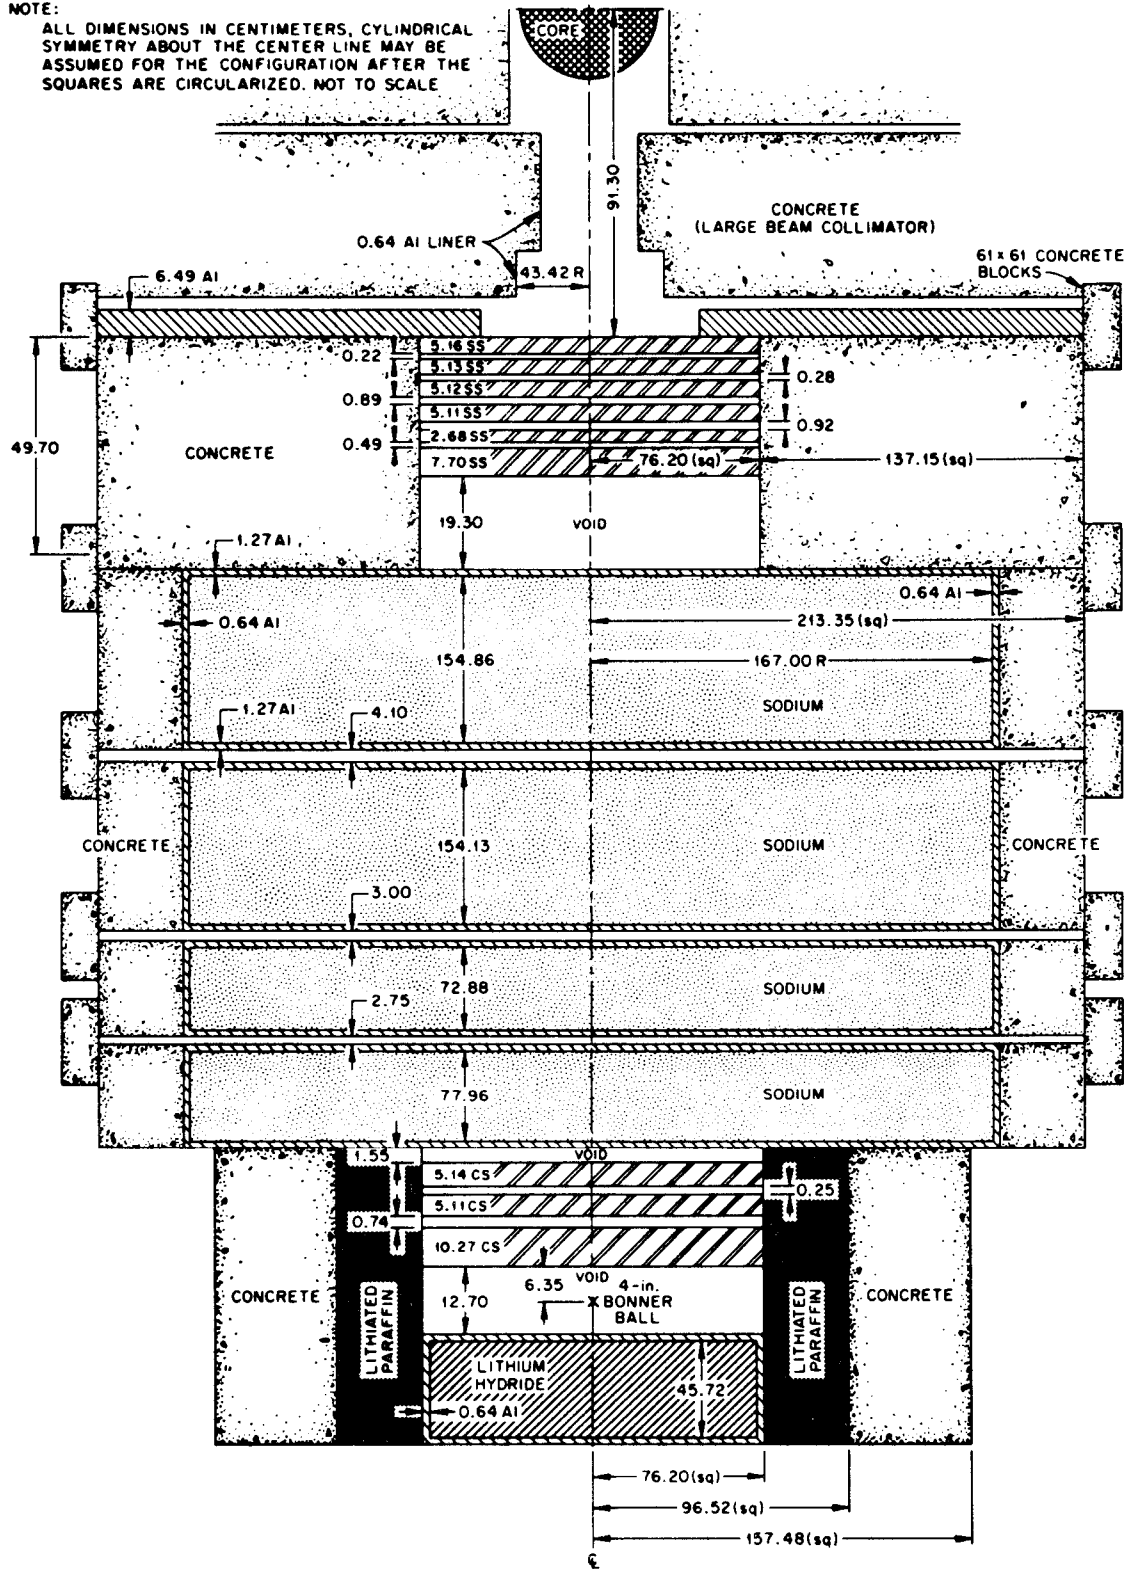 NOTE:
ALL DIMENSIONS IN CENTIMETERS, CYLINDRICAL
SYMMETRY ABOUT THE CENTER LINE MAY BE
ASSUMED FOR THE CONFIGURATION AFTER THE
SQUARES ARE CIRCULARIZED. NOT TO SCALE
CORE
91.30
CONCRETE
(LARGE BEAM COLLIMATOR)
0.64 Al LINER
43.42 R
61 x 61 CONCRETE
BLOCKS
6.49 Al
5.16 SS
0.22
5.13 SS
0.28
5.12 SS
0.89
5.11 SS
0.92
2.68 SS
0.49
7.70 SS
49.70
CONCRETE
76.20 (sq)
137.15 (sq)
19.30
VOID
1.27 Al
0.64 Al
0.64 Al
213.35 (sq)
154.86
167.00 R
SODIUM
1.27 Al
4.10
CONCRETE
154.13
SODIUM
CONCRETE
3.00
72.88
SODIUM
2.75
77.96
SODIUM
1.55
VOID
5.14 CS
0.25
5.11 CS
0.74
10.27 CS
6.35
VOID
4-in.
BONNER
BALL
12.70
CONCRETE
LITHIATED
PARAFFIN
LITHIATED
PARAFFIN
CONCRETE
LITHIUM
HYDRIDE
45.72
0.64 Al
76.20 (sq)
96.52 (sq)
157.48 (sq)
℄